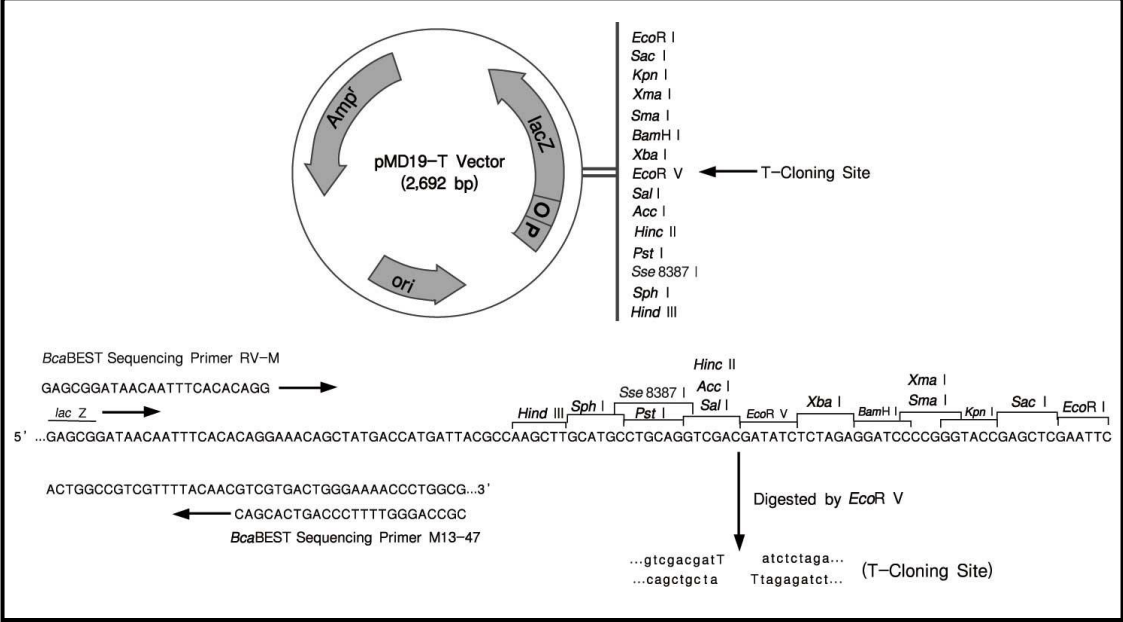 EcoR I
Sac I
Kpn I
Xma I
Sma I
BamH I
Xba I
EcoR V
T-Cloning Site
Sal I
Acc I
Hinc II
Pst I
Sse 8387 I
Sph I
Hind III
Ampʳ
lacZ
O
P
ori
pMD19-T Vector
(2,692 bp)
BcaBEST Sequencing Primer RV-M
GAGCGGATAACAATTTCACACAGG
lac Z
Hinc II
Sse 8387 I Acc I Xma I
Hind III Sph I Pst I Sal I EcoR V Xba I BamH I Sma I Kpn I Sac I EcoR I
5' ...GAGCGGATAACAATTTCACACAGGAAACAGCTATGACCATGATTACGCCAAGCTTGCATGCCTGCAGGTCGACGATATCTCTAGAGGATCCCCGGGTACCGAGCTCGAATTC
ACTGGCCGTCGTTTTACAACGTCGTGACTGGGAAAACCCTGGCG...3'
CAGCACTGACCCTTTTGGGACCGC
BcaBEST Sequencing Primer M13-47
Digested by EcoR V
...gtcgacgatT atctctaga...
...cagctgcta Ttagagatct...
(T-Cloning Site)